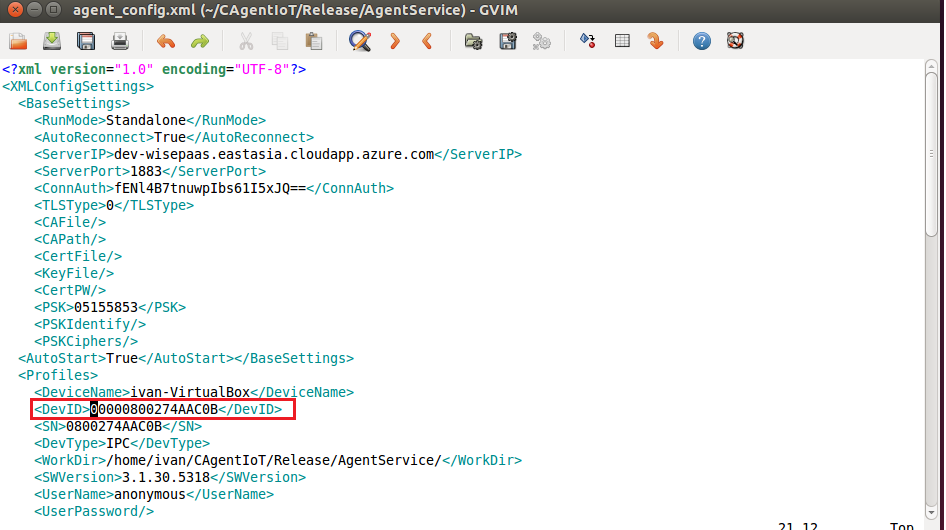 agent_config.xml (~/CAgentIoT/Release/AgentService) - GVIM
<?xml version="1.0" encoding="UTF-8"?>
<XMLConfigSettings>
<BaseSettings>
<RunMode>Standalone</RunMode>
<AutoReconnect>True</AutoReconnect>
<ServerIP>dev-wisepaas.eastasia.cloudapp.azure.com</ServerIP>
<ServerPort>1883</ServerPort>
<ConnAuth>fENl4B7tnuwpIbs61I5xJQ==</ConnAuth>
<TLSType>0</TLSType>
<CAFile/>
<CAPath/>
<CertFile/>
<KeyFile/>
<CertPW/>
<PSK>05155853</PSK>
<PSKIdentify/>
<PSKCiphers/>
<AutoStart>True</AutoStart></BaseSettings>
<Profiles>
<DeviceName>ivan-VirtualBox</DeviceName>
<DevID>00000800274AAC0B</DevID>
<SN>0800274AAC0B</SN>
<DevType>IPC</DevType>
<WorkDir>/home/ivan/CAgentIoT/Release/AgentService/</WorkDir>
<SWVersion>3.1.30.5318</SWVersion>
<UserName>anonymous</UserName>
<UserPassword/>
21,12 Top